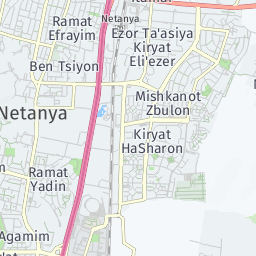 Ramat
Efrayim
Netanya
Ezor Ta'asiya
Kiryat
Eli'ezer
Ben Tsiyon
Mishkanot
Zbulon
Netanya
Kiryat
HaSharon
Ramat
Yadin
Agamim